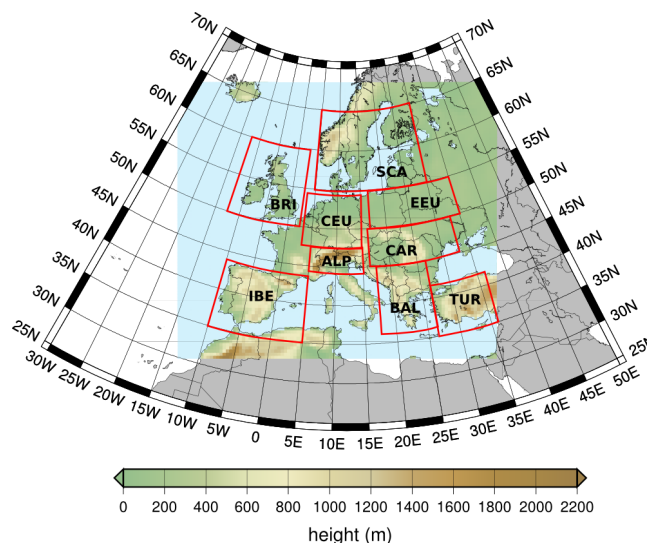 70N
70N
65N
65N
60N
60N
55N
55N
50N
50N
45N
45N
40N
40N
35N
35N
30N
30N
25N
25N
SCA
BRI
EEU
CEU
CAR
ALP
IBE
BAL
TUR
30W
25W
20W
15W
10W
5W
0
5E
10E
15E
20E
25E
30E
35E
40E
45E
50E
0 200 400 600 800 1000 1200 1400 1600 1800 2000 2200
height (m)